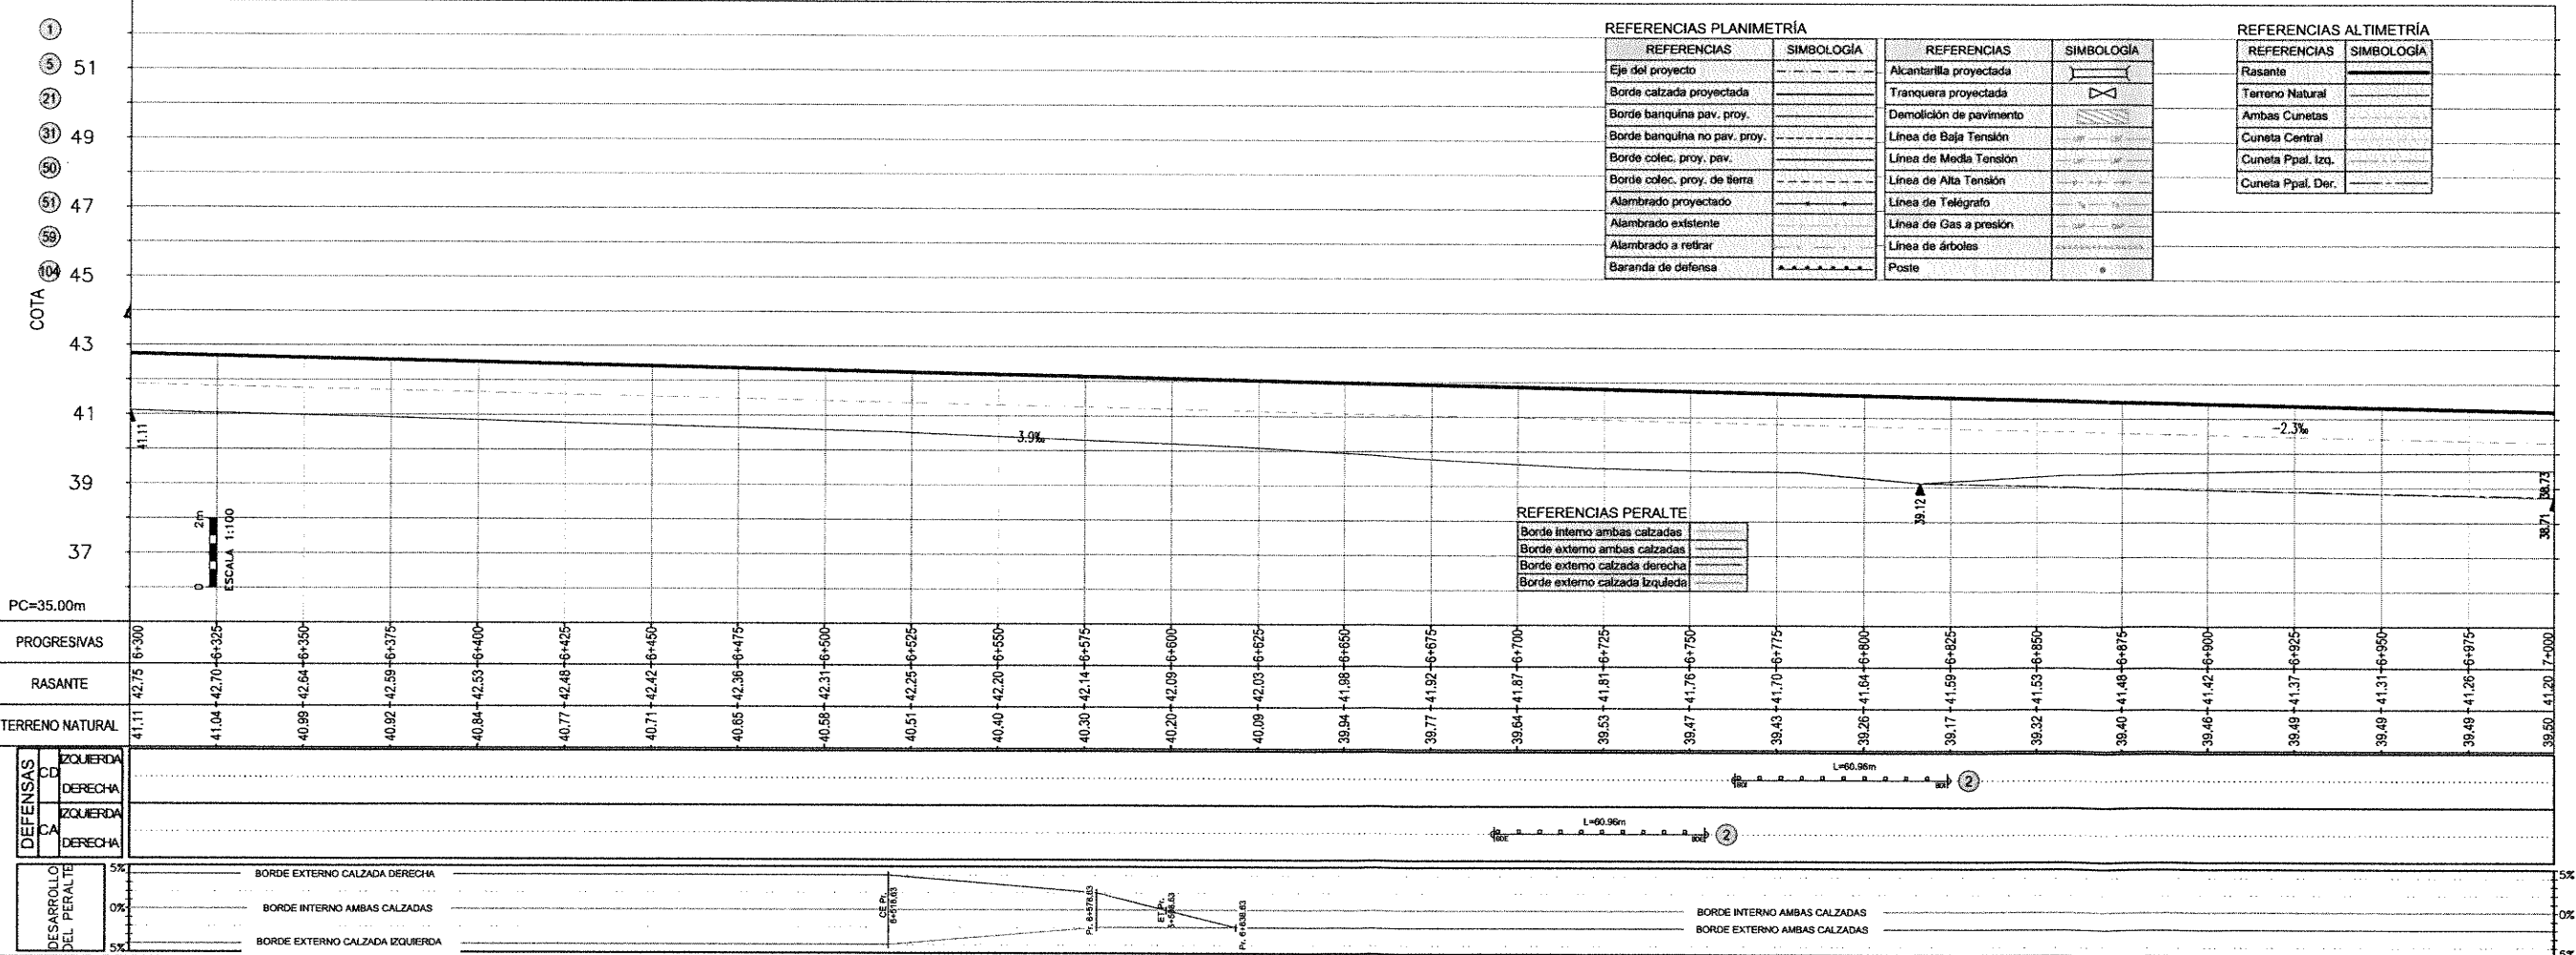 1
5
51
21
31
49
50
51
47
59
104
45
COTA
43
41
39
37
PC=35.00m
REFERENCIAS PLANIMETRÍA
REFERENCIAS SIMBOLOGÍA REFERENCIAS SIMBOLOGÍA
Eje del proyecto Alcantarilla proyectada
Borde calzada proyectada Tranquera proyectada
Borde banquina pav. proy. Demolición de pavimento
Borde banquina no pav. proy. Línea de Baja Tensión
Borde colec. proy. pav. Línea de Media Tensión
Borde colec. proy. de tierra Línea de Alta Tensión
Alambrado proyectado Línea de Telégrafo
Alambrado existente Línea de Gas a presión
Alambrado a retirar Línea de árboles
Baranda de defensa Poste
REFERENCIAS ALTIMETRÍA
REFERENCIAS SIMBOLOGÍA
Rasante
Terreno Natural
Ambas Cunetas
Cuneta Central
Cuneta Ppal. Izq.
Cuneta Ppal. Der.
41.11
3.9‰
-2.3‰
39.12
38.73
38.71
2m
0
ESCALA 1:100
REFERENCIAS PERALTE
Borde interno ambas calzadas
Borde externo ambas calzadas
Borde externo calzada derecha
Borde externo calzada Izquieda
PROGRESIVAS 6+300 6+325 6+350 6+375 6+400 6+425 6+450 6+475 6+500 6+525 6+550 6+575 6+600 6+625 6+650 6+675 6+700 6+725 6+750 6+775 6+800 6+825 6+850 6+875 6+900 6+925 6+950 6+975 7+000
RASANTE 42.75 42.70 42.64 42.59 42.53 42.48 42.42 42.36 42.31 42.25 42.20 42.14 42.09 42.03 41.98 41.92 41.87 41.81 41.76 41.70 41.64 41.59 41.53 41.48 41.42 41.37 41.31 41.26 41.20
TERRENO NATURAL 41.11 41.04 40.99 40.92 40.84 40.77 40.71 40.65 40.58 40.51 40.40 40.30 40.20 40.09 39.94 39.77 39.64 39.53 39.47 39.43 39.26 39.17 39.32 39.40 39.46 39.49 39.49 39.49 39.50
DEFENSAS
CD
IZQUIERDA
DERECHA
L=60.96m
2
CA
IZQUIERDA
DERECHA
L=60.96m
2
DESARROLLO DEL PERALTE
5%
0%
5%
BORDE EXTERNO CALZADA DERECHA
BORDE INTERNO AMBAS CALZADAS
BORDE EXTERNO CALZADA IZQUIERDA
CE Pr. 6+516.63
Pr. 6+576.63
ET Pr.
Pr. 6+638.63
BORDE INTERNO AMBAS CALZADAS
BORDE EXTERNO AMBAS CALZADAS
5%
0%
5%